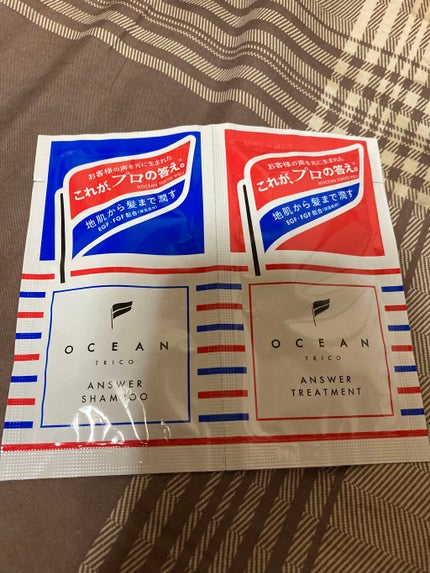 お客様の声を元に生まれた
これが、プロの答え。
地肌から髪まで潤す
EGF・FGF配合
OCEAN
TRICO
ANSWER
SHAMPOO
お客様の声を元に生まれた
これが、プロの答え。
地肌から髪まで潤す
EGF・FGF配合
OCEAN
TRICO
ANSWER
TREATMENT